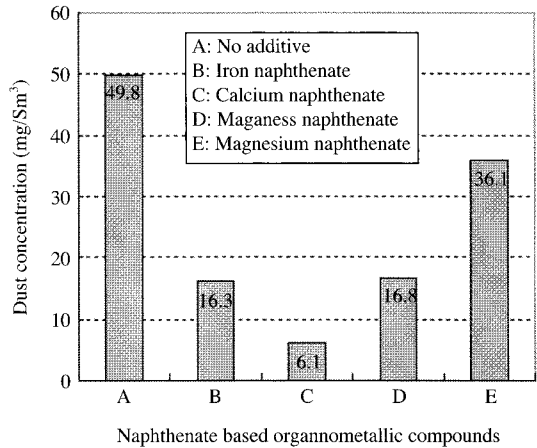 60
50
40
30
20
10
0
Dust concentration (mg/Sm³)
A: No additive
B: Iron naphthenate
C: Calcium naphthenate
D: Maganess naphthenate
E: Magnesium naphthenate
49.8
16.3
6.1
16.8
36.1
A B C D E
Naphthenate based organnometallic compounds